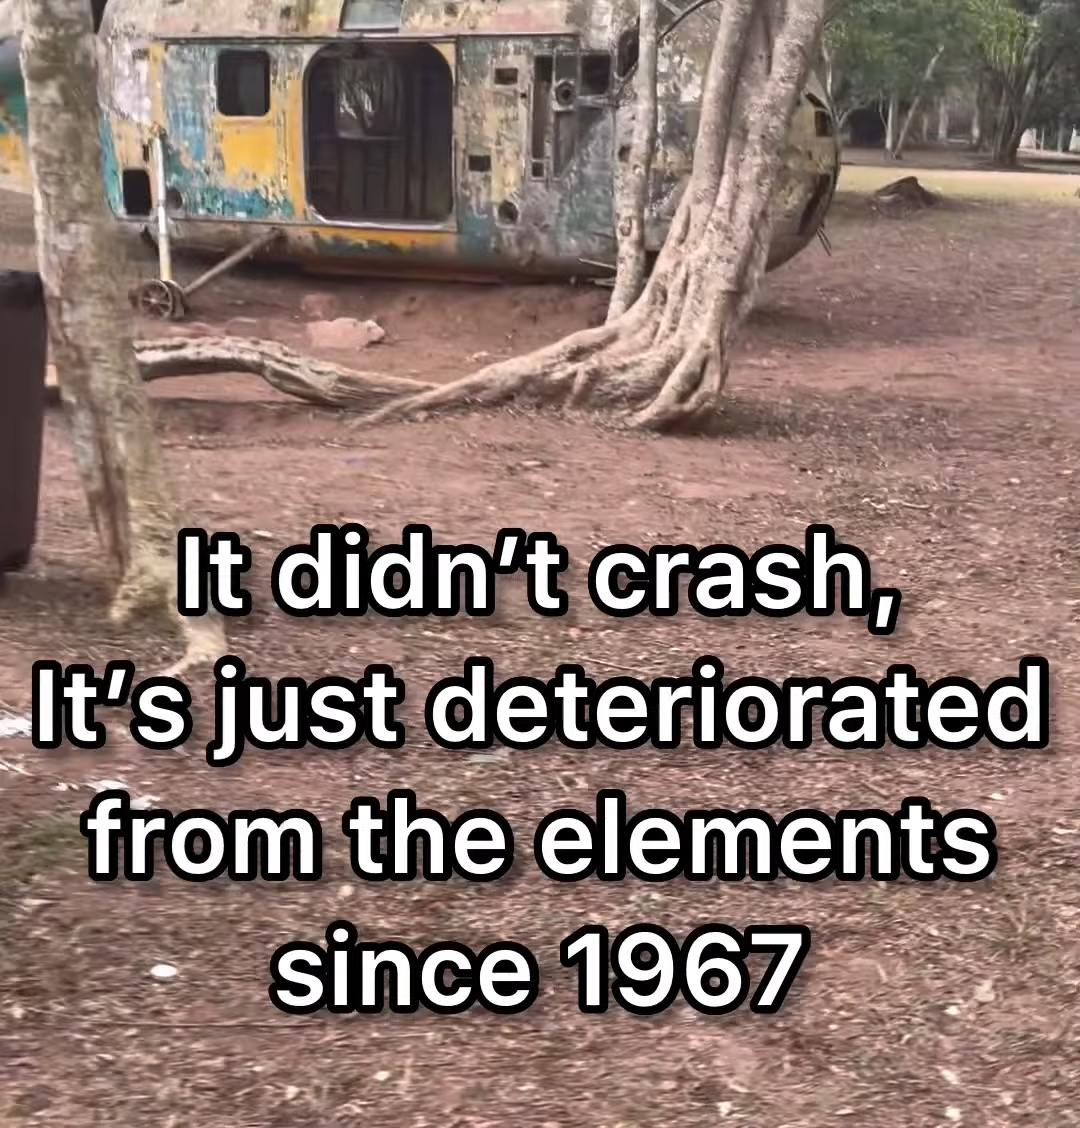 It didn’t crash,
It’s just deteriorated
from the elements
since 1967